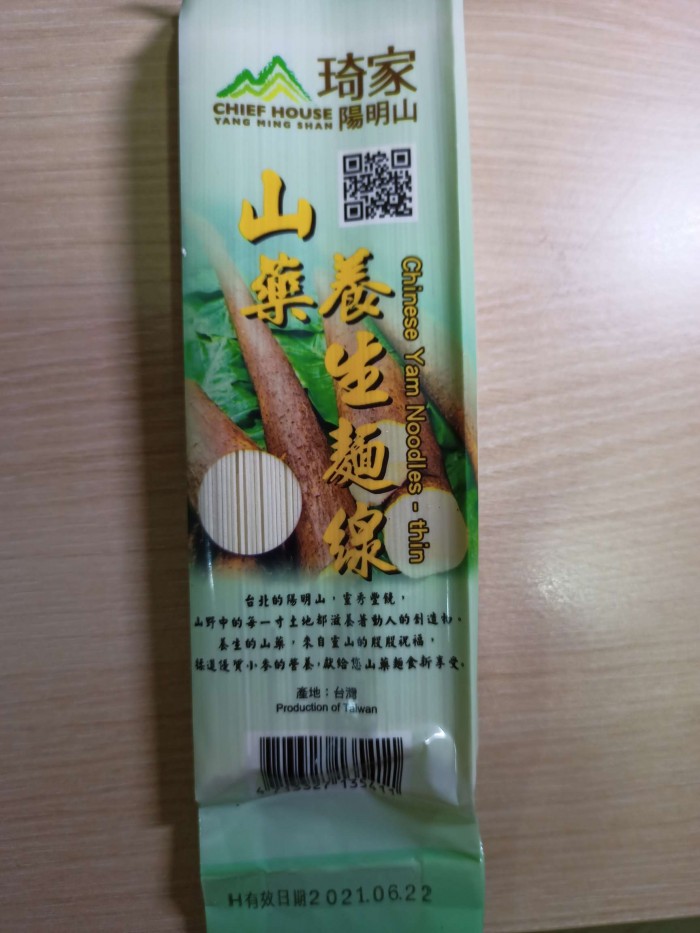 琦家
CHIEF HOUSE
YANG MING SHAN
陽明山
山藥
養生麵線
Chinese Yam Noodles - thin
台北的陽明山，靈秀豐饒，
山野中的每一寸土地都滋養著動人的創造力。
養生的山藥，來自靈山的殷殷祝福，
嚴選優質小麥的營養，獻給您山藥麵食新享受。
產地：台灣
Production of Taiwan
H有效日期2021.06.22